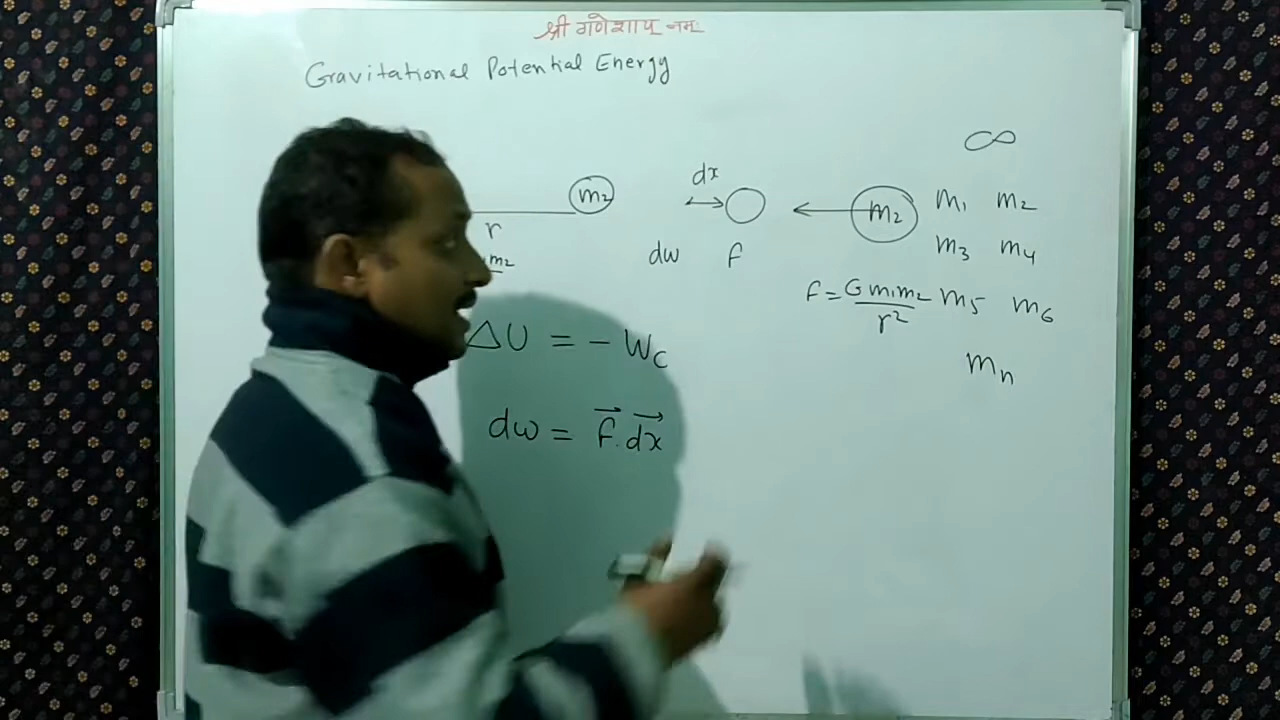 श्री गणेशाय नमः
Gravitational Potential Energy
∞
dx
m₂
m₂ m₁ m₂
r
dw f m₃ m₄
m₂
F = G m₁m₂ / r² m₅ m₆
ΔU = - W_C
m_n
dw = f⃗ . dx⃗